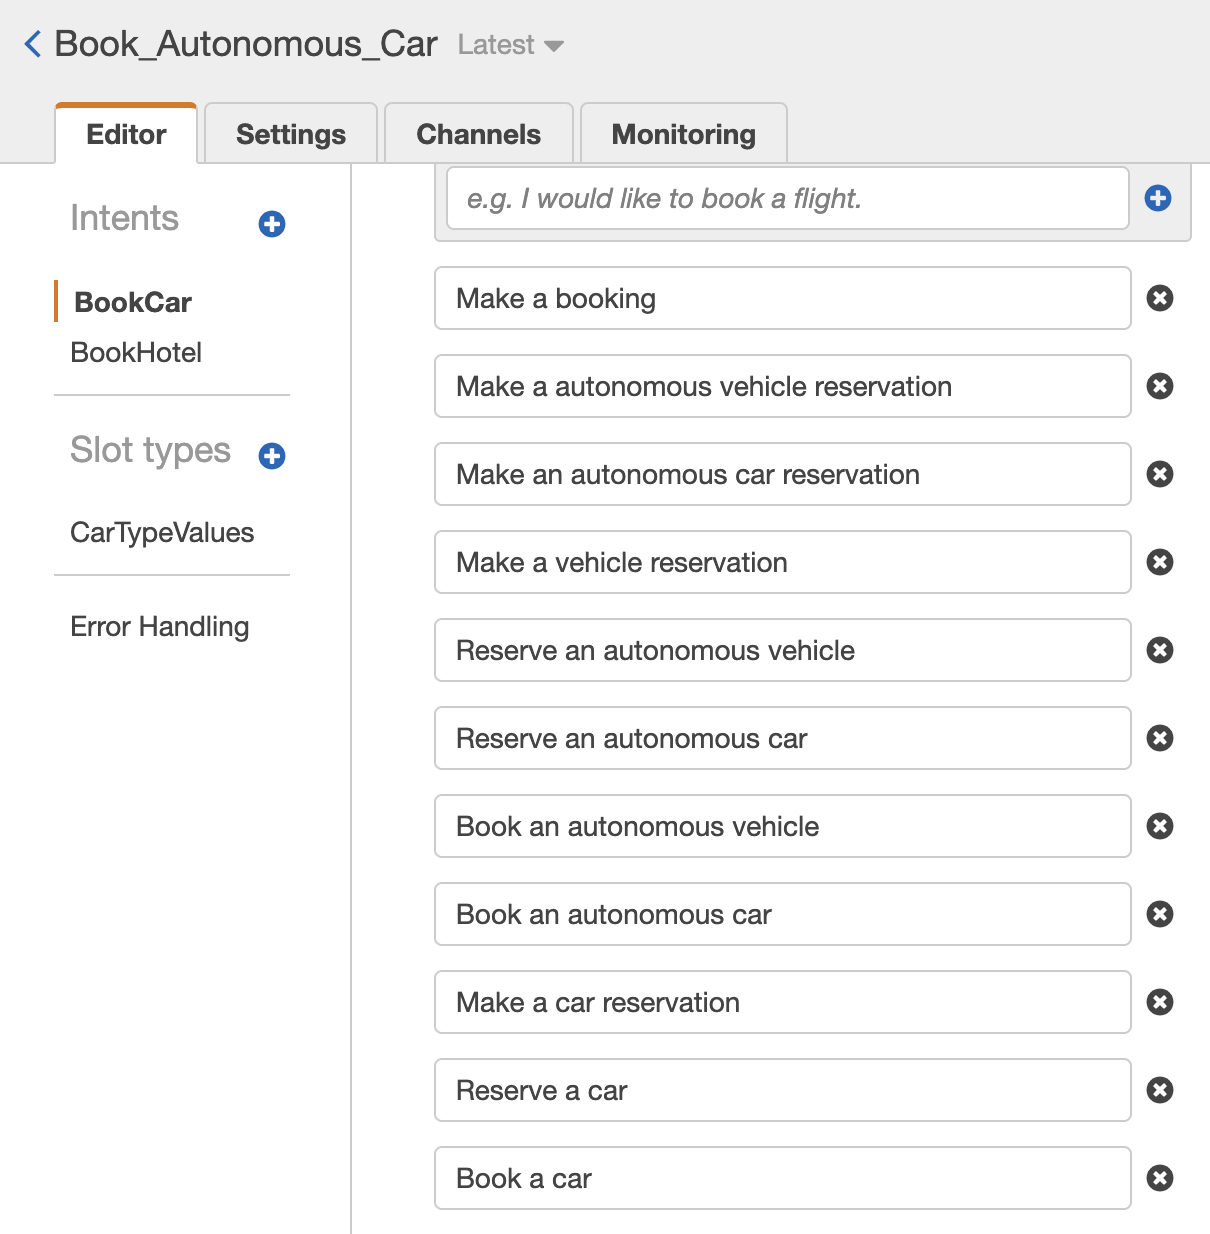 Book_Autonomous_Car Latest
Editor Settings Channels Monitoring
Intents
BookCar
BookHotel
Slot types
CarTypeValues
Error Handling
e.g. I would like to book a flight.
Make a booking
Make a autonomous vehicle reservation
Make an autonomous car reservation
Make a vehicle reservation
Reserve an autonomous vehicle
Reserve an autonomous car
Book an autonomous vehicle
Book an autonomous car
Make a car reservation
Reserve a car
Book a car